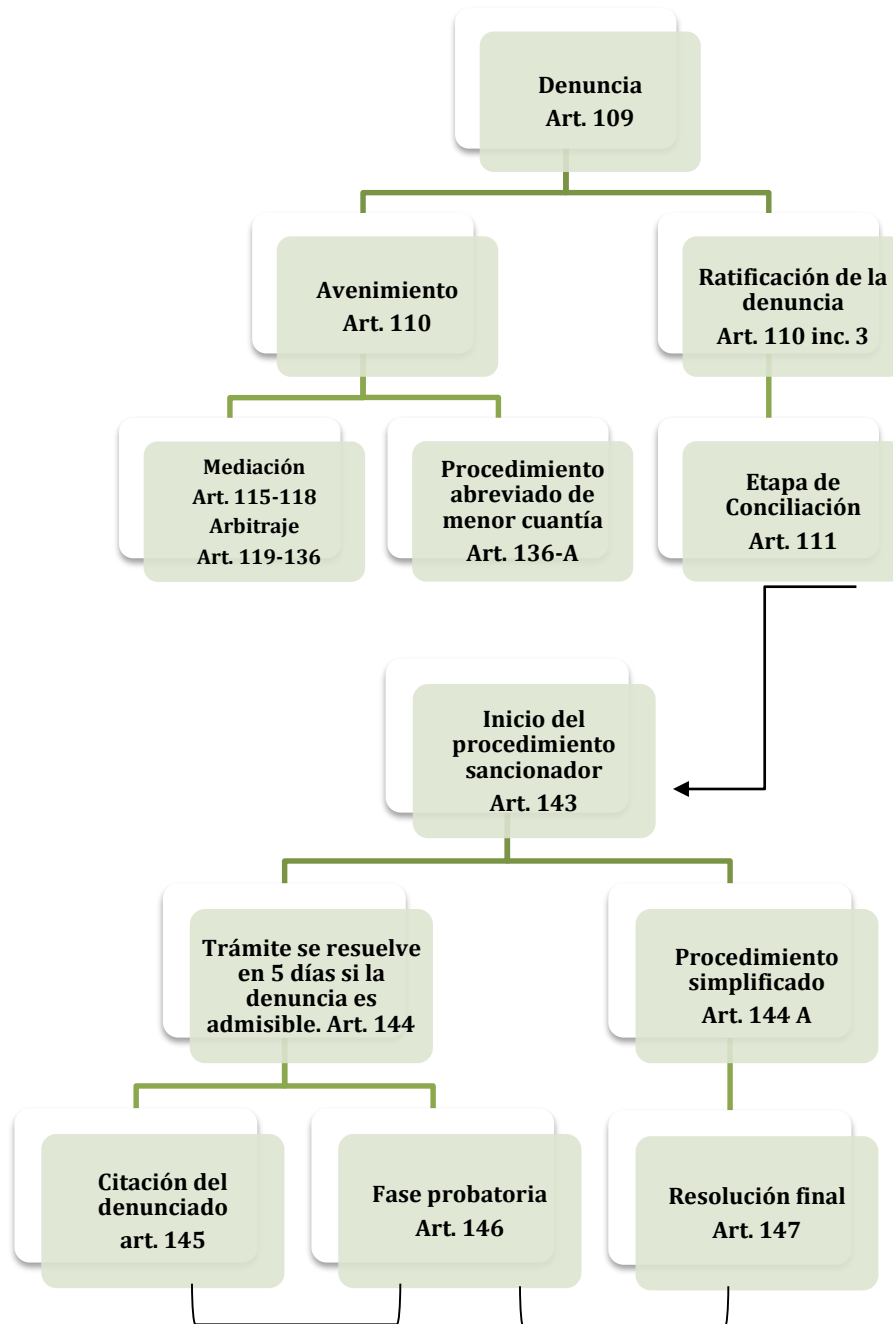 Denuncia
Art. 109
Avenimiento
Art. 110
Ratificación de la
denuncia
Art. 110 inc. 3
Mediación
Art. 115-118
Arbitraje
Art. 119-136
Procedimiento
abreviado de
menor cuantía
Art. 136-A
Etapa de
Conciliación
Art. 111
Inicio del
procedimiento
sancionador
Art. 143
Trámite se resuelve
en 5 días si la
denuncia es
admisible. Art. 144
Procedimiento
simplificado
Art. 144 A
Citación del
denunciado
art. 145
Fase probatoria
Art. 146
Resolución final
Art. 147